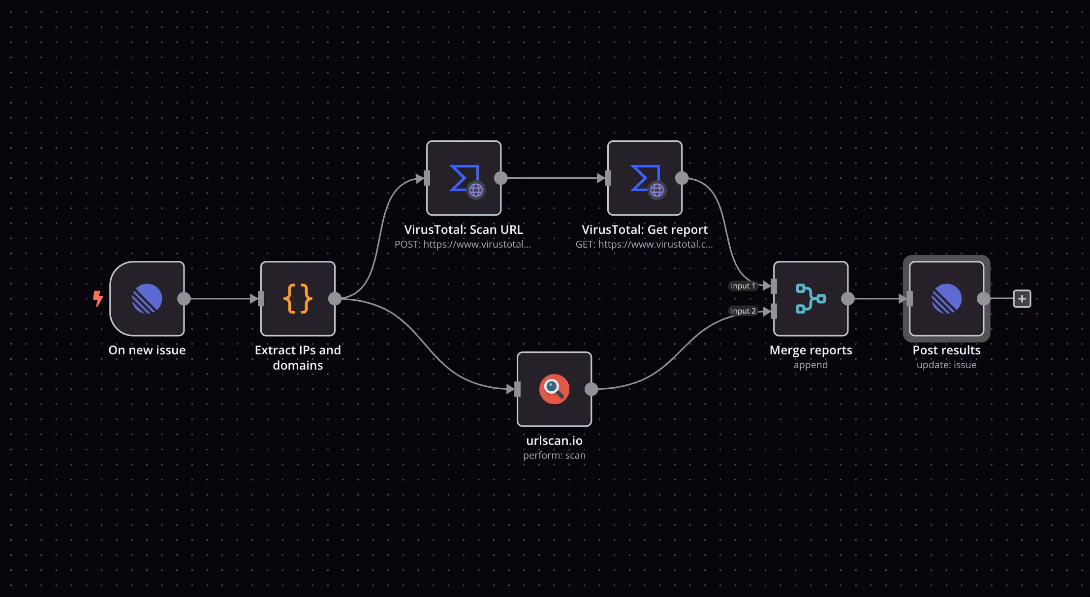 VirusTotal: Scan URL
POST: https://www.virustotal...
VirusTotal: Get report
GET: https://www.virustotal.c...
Input 1
Input 2
On new issue
Extract IPs and
domains
Merge reports
append
Post results
update: issue
urlscan.io
perform: scan